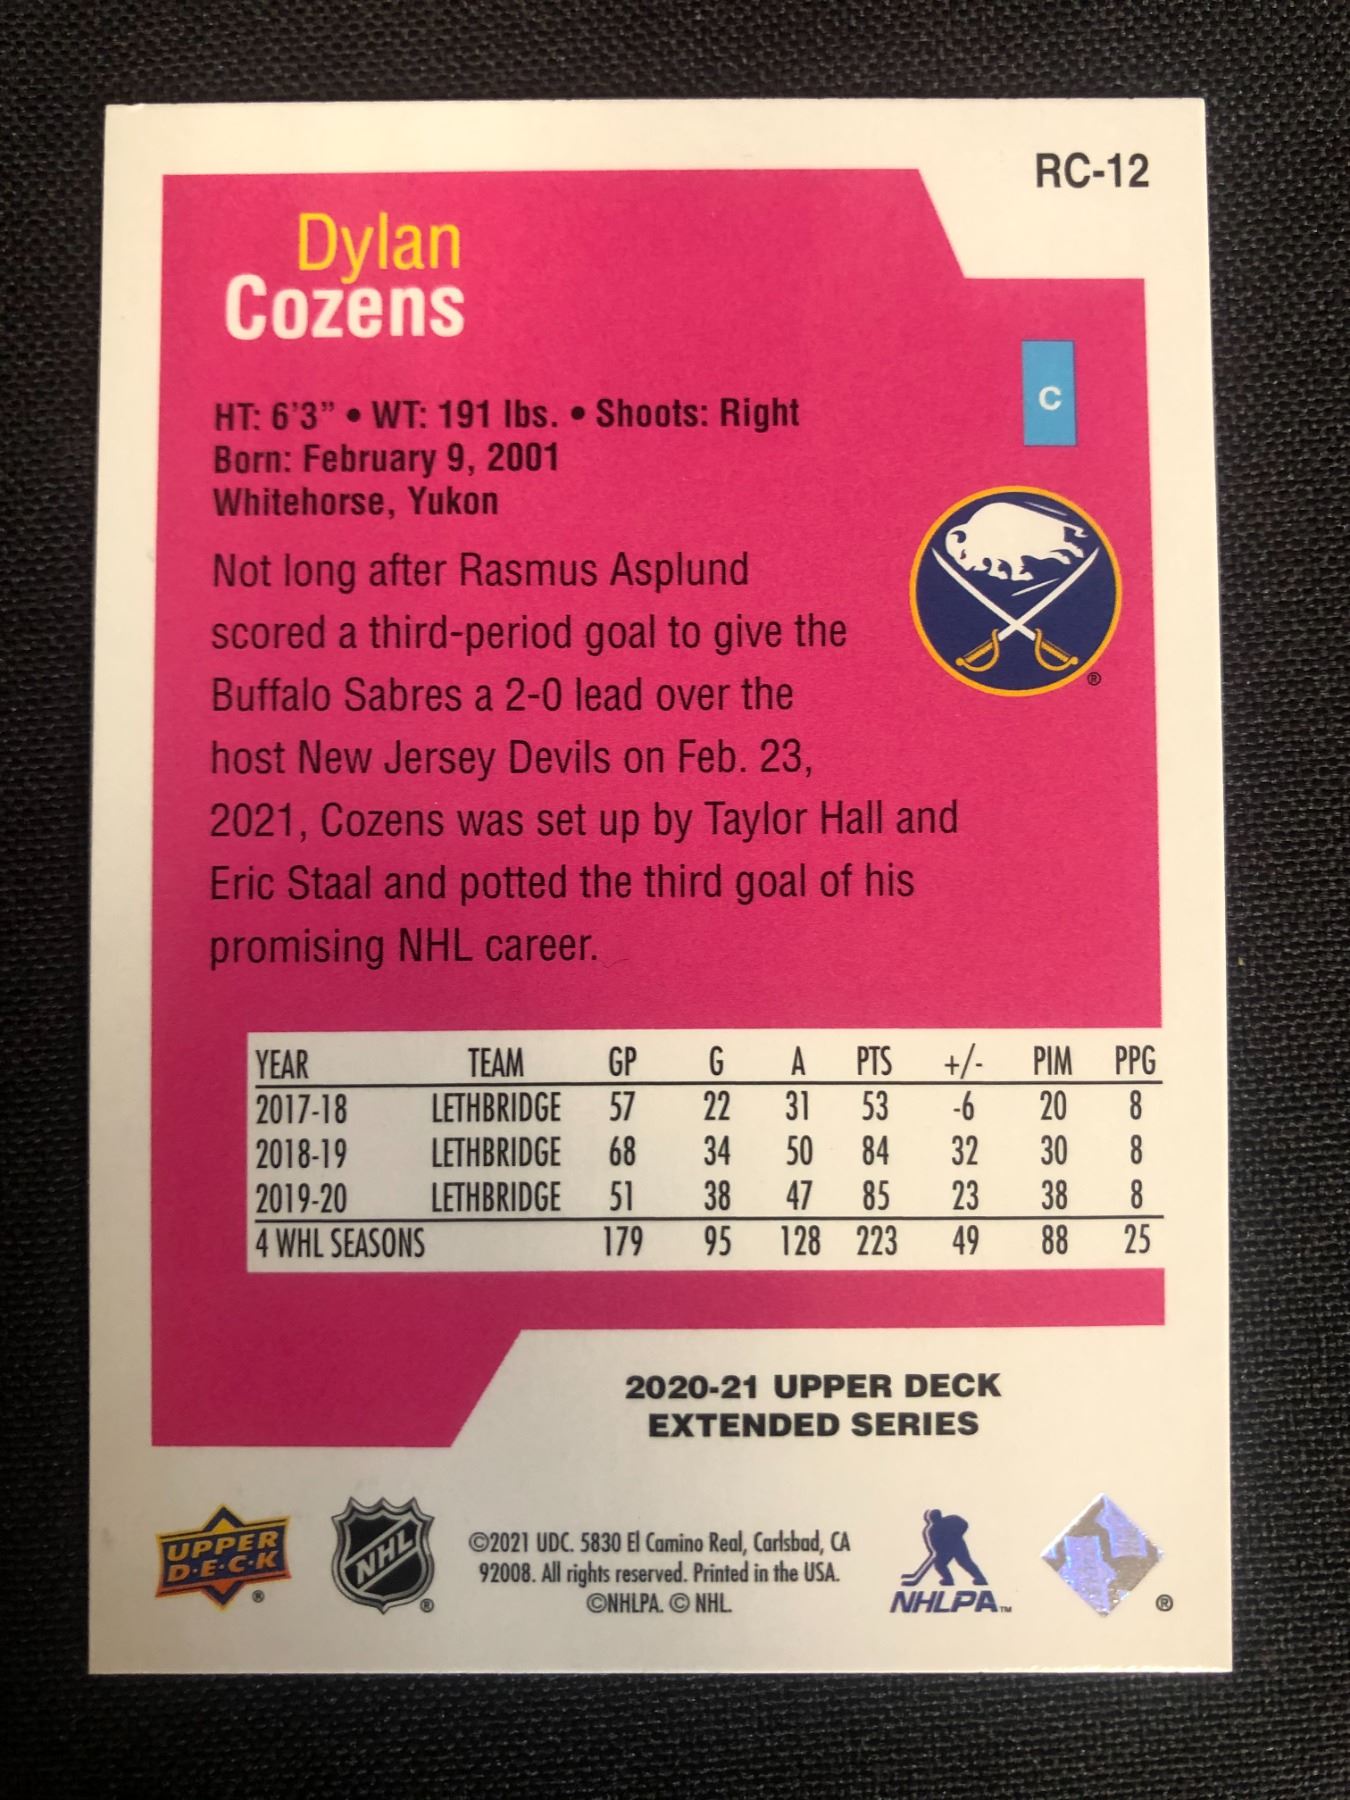 RC-12
Dylan
Cozens
C
HT: 6'3” • WT: 191 lbs. • Shoots: Right
Born: February 9, 2001
Whitehorse, Yukon
Not long after Rasmus Asplund
scored a third-period goal to give the
Buffalo Sabres a 2-0 lead over the
host New Jersey Devils on Feb. 23,
2021, Cozens was set up by Taylor Hall and
Eric Staal and potted the third goal of his
promising NHL career.
®
YEAR TEAM GP G A PTS +/- PIM PPG
2017-18 LETHBRIDGE 57 22 31 53 -6 20 8
2018-19 LETHBRIDGE 68 34 50 84 32 30 8
2019-20 LETHBRIDGE 51 38 47 85 23 38 8
4 WHL SEASONS 179 95 128 223 49 88 25
2020-21 UPPER DECK
EXTENDED SERIES
UPPER
D·E·C·K
®
NHL
®
©2021 UDC. 5830 El Camino Real, Carlsbad, CA
92008. All rights reserved. Printed in the USA.
©NHLPA. © NHL.
NHLPA™
®